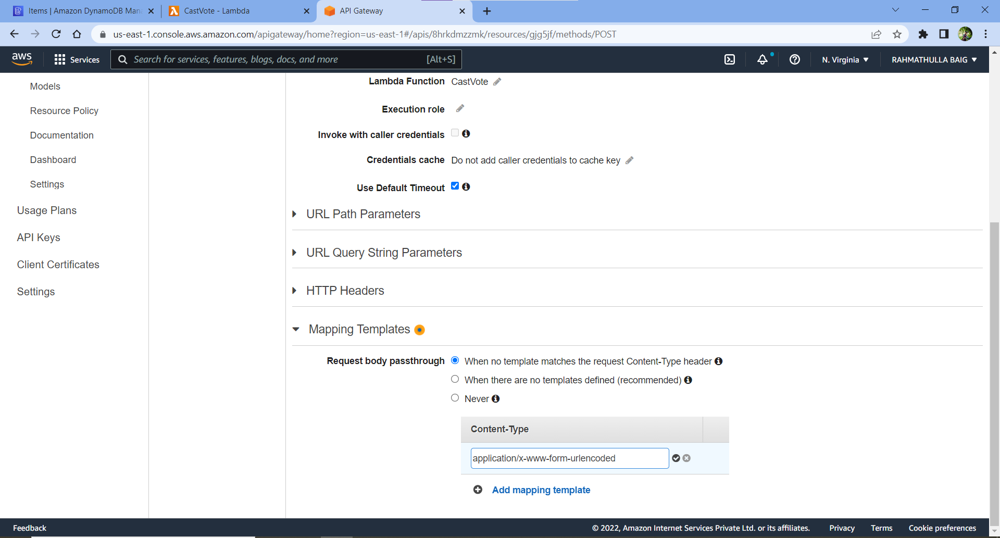 Items | Amazon DynamoDB Mana
CastVote - Lambda
API Gateway
us-east-1.console.aws.amazon.com/apigateway/home?region=us-east-1#/apis/8hrkdmzzmk/resources/gjg5jf/methods/POST
aws
Services
Search for services, features, blogs, docs, and more
[Alt+S]
N. Virginia
RAHMATHULLA BAIG
Models
Resource Policy
Documentation
Dashboard
Settings
Usage Plans
API Keys
Client Certificates
Settings
Lambda Function CastVote
Execution role
Invoke with caller credentials
Credentials cache Do not add caller credentials to cache key
Use Default Timeout
URL Path Parameters
URL Query String Parameters
HTTP Headers
Mapping Templates
Request body passthrough When no template matches the request Content-Type header
When there are no templates defined (recommended)
Never
Content-Type
application/x-www-form-urlencoded
Add mapping template
Feedback
© 2022, Amazon Internet Services Private Ltd. or its affiliates.
Privacy
Terms
Cookie preferences